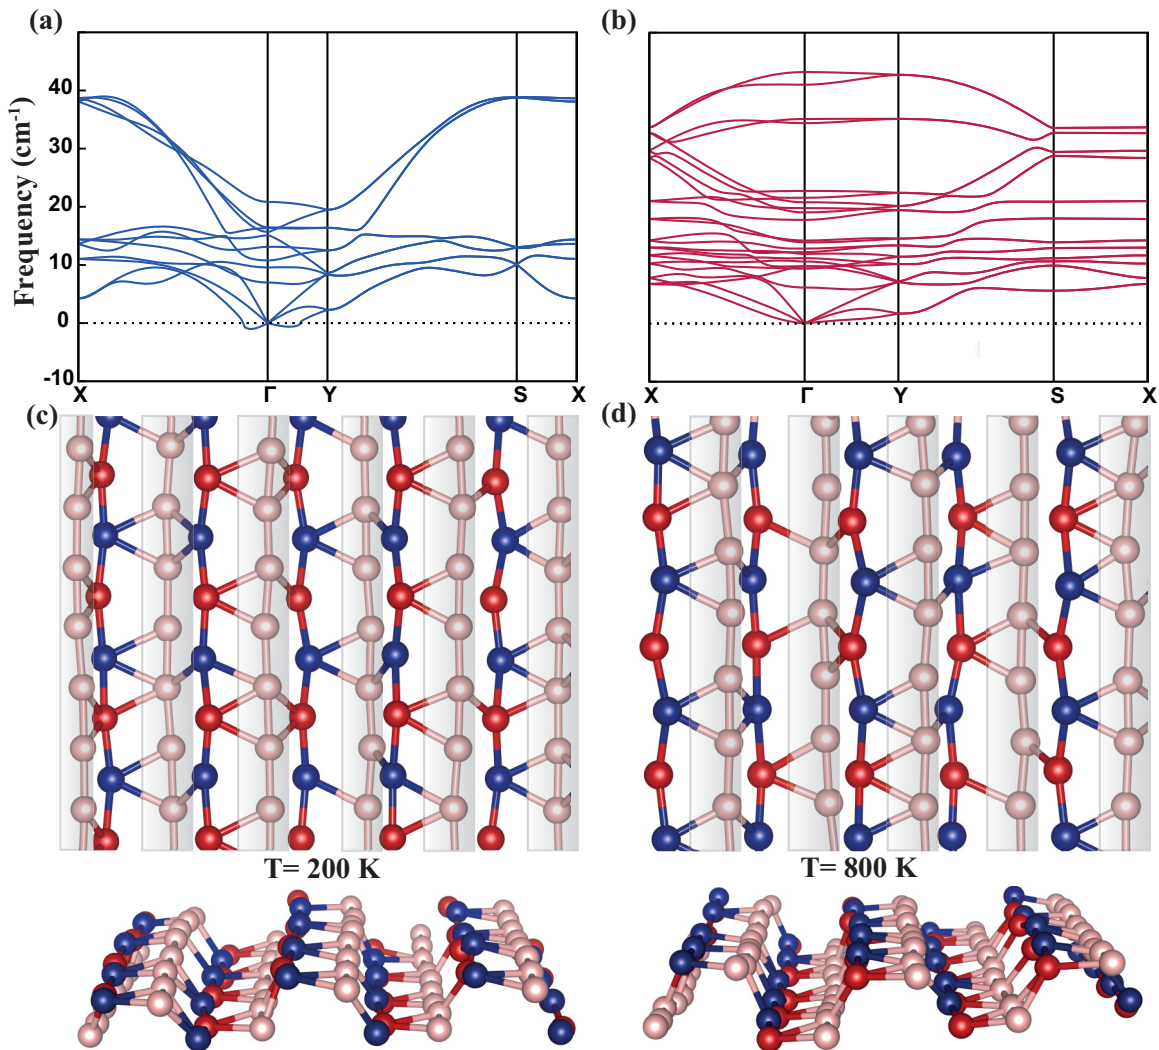 (a)
(b)
Frequency (cm-1)
40
30
20
10
0
-10
X Γ Y S X
X Γ Y S X
(c)
(d)
T= 200 K
T= 800 K